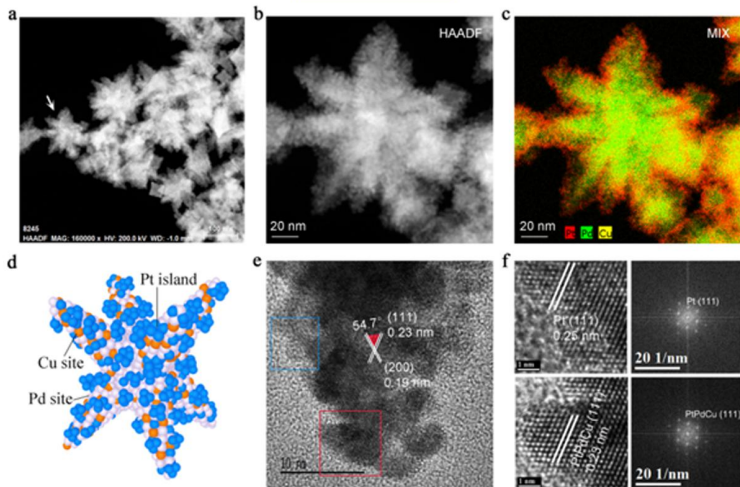 a
b
HAADF
c
MIX
8245
HAADF MAG: 160000 x HV: 200.0 kV WD: -1.0 m
20 nm
20 nm
Pt Pd Cu
d
Pt island
Cu site
Pd site
e
54.7°
(111)
0.23 nm
(200)
0.19 nm
10 nm
f
Pt (111)
0.25 nm
1 nm
Pt (111)
20 1/nm
PtPdCu (111)
0.23 nm
1 nm
PtPdCu (111)
20 1/nm